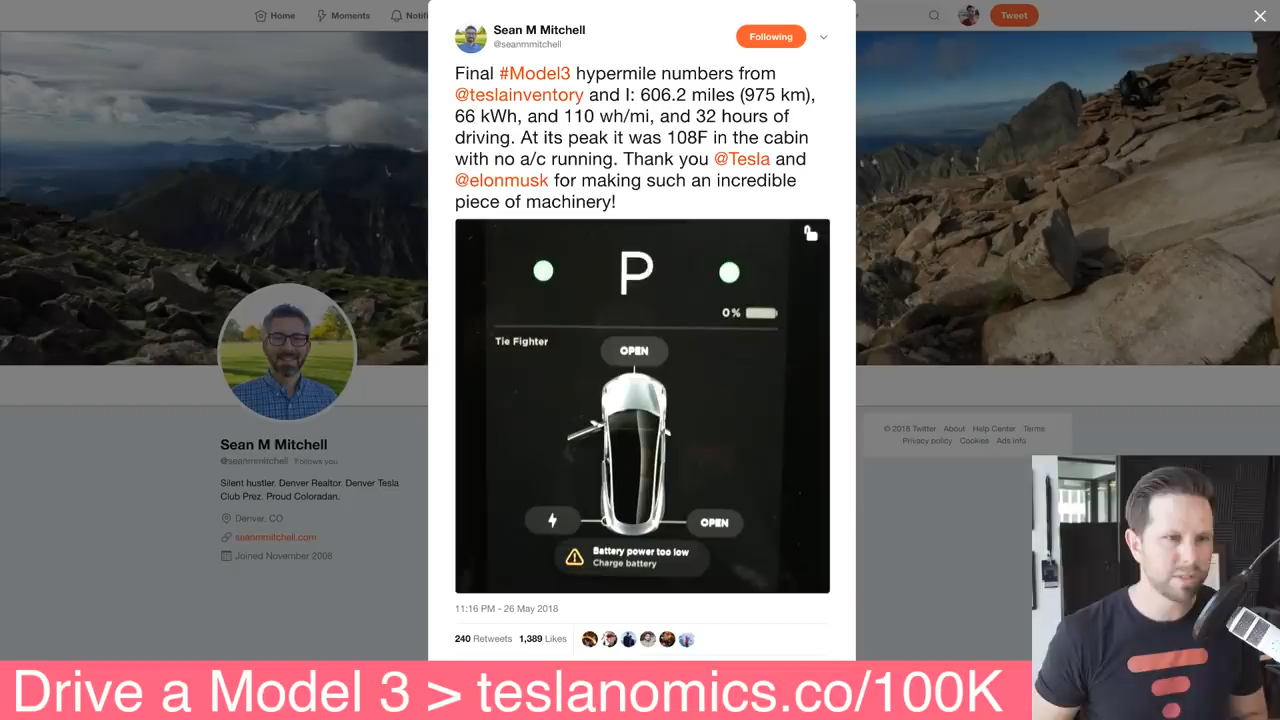 Home
Moments
Notifi
Tweet
Sean M Mitchell
@seanmmitchell
Following
Final #Model3 hypermile numbers from
@teslainventory and I: 606.2 miles (975 km),
66 kWh, and 110 wh/mi, and 32 hours of
driving. At its peak it was 108F in the cabin
with no a/c running. Thank you @Tesla and
@elonmusk for making such an incredible
piece of machinery!
P
0 %
Tie Fighter
OPEN
OPEN
Battery power too low
Charge battery
11:16 PM - 26 May 2018
240 Retweets 1,389 Likes
Sean M Mitchell
@seanmmitchell Follows you
Silent hustler. Denver Realtor. Denver Tesla
Club Prez. Proud Coloradan.
Denver, CO
seanmmitchell.com
Joined November 2008
© 2018 Twitter About Help Center Terms
Privacy policy Cookies Ads info
Drive a Model 3 > teslanomics.co/100K